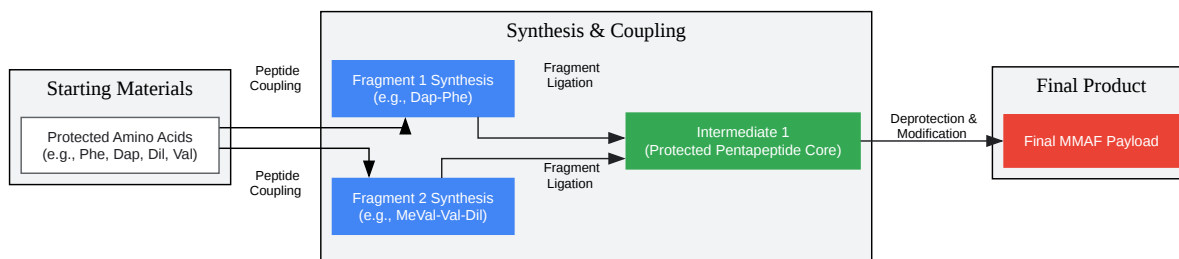 Synthesis & Coupling
Starting Materials
Protected Amino Acids
(e.g., Phe, Dap, Dil, Val)
Peptide
Coupling
Peptide
Coupling
Fragment 1 Synthesis
(e.g., Dap-Phe)
Fragment 2 Synthesis
(e.g., MeVal-Val-Dil)
Fragment
Ligation
Fragment
Ligation
Intermediate 1
(Protected Pentapeptide Core)
Deprotection &
Modification
Final Product
Final MMAF Payload